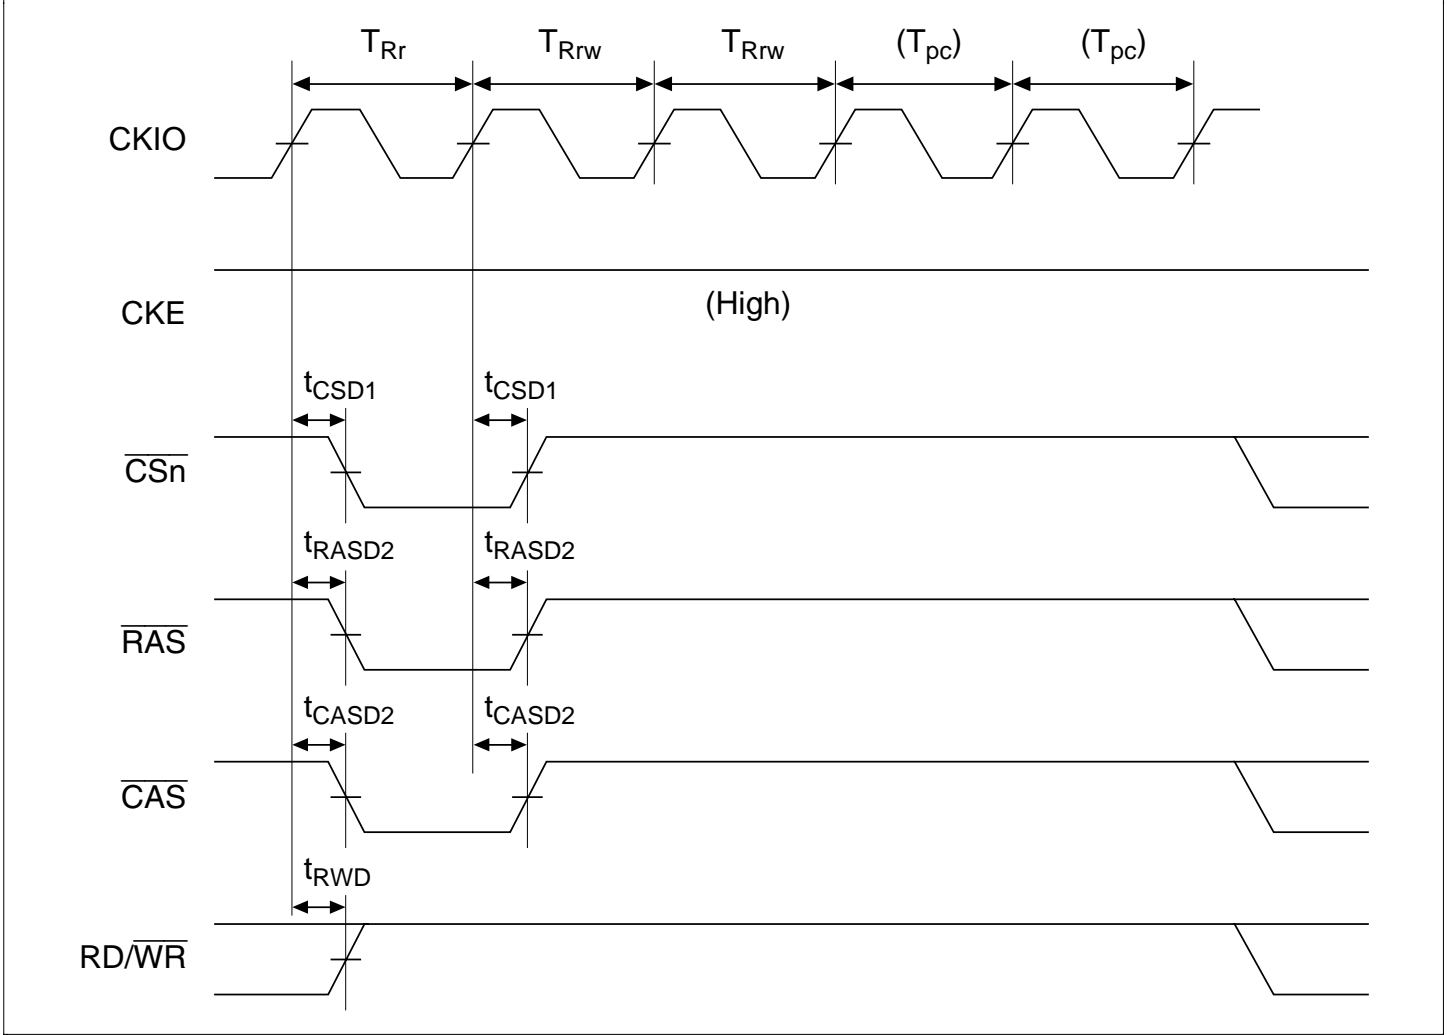 TRr TRrw TRrw (Tpc) (Tpc)
CKIO
CKE (High)
tCSD1 tCSD1
CSn
tRASD2 tRASD2
RAS
tCASD2 tCASD2
CAS
tRWD
RD/WR